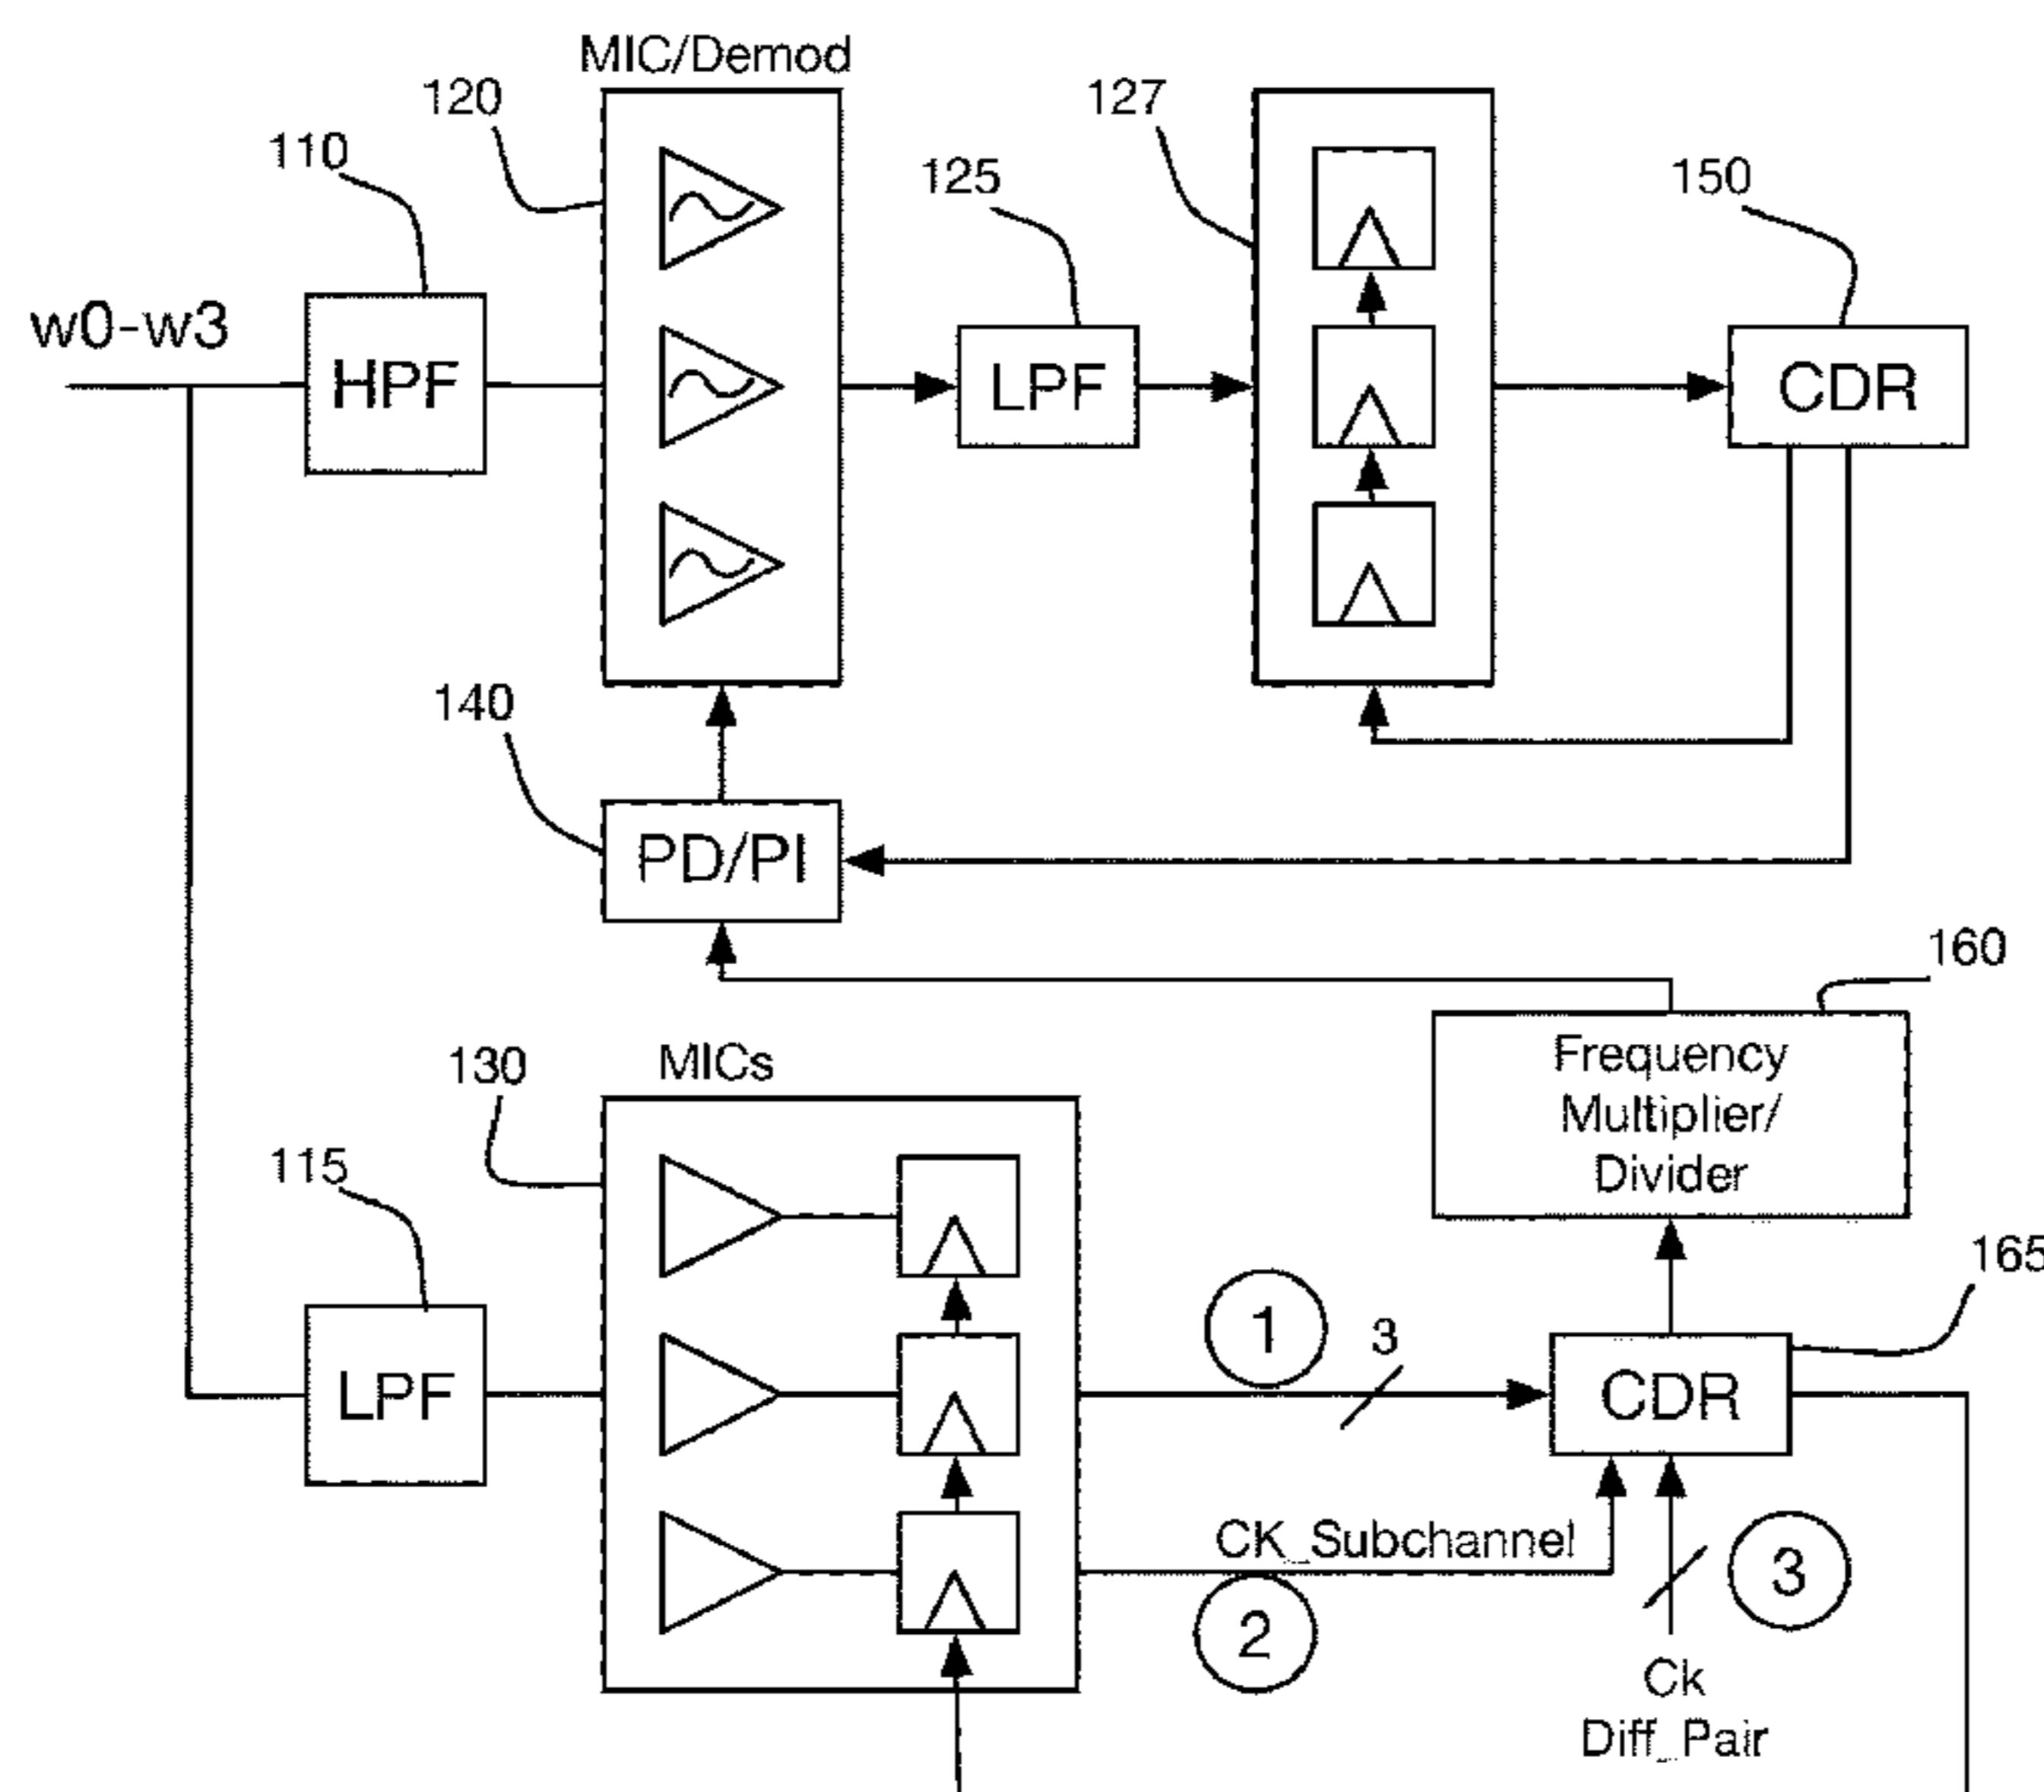 MIC/Demod
120
127
110
125
150
w0-w3
HPF
LPF
CDR
140
PD/PI
160
130
MICs
Frequency
Multiplier/
Divider
115
165
1
3
LPF
CDR
CK_Subchannel
2
3
Ck
Diff_Pair